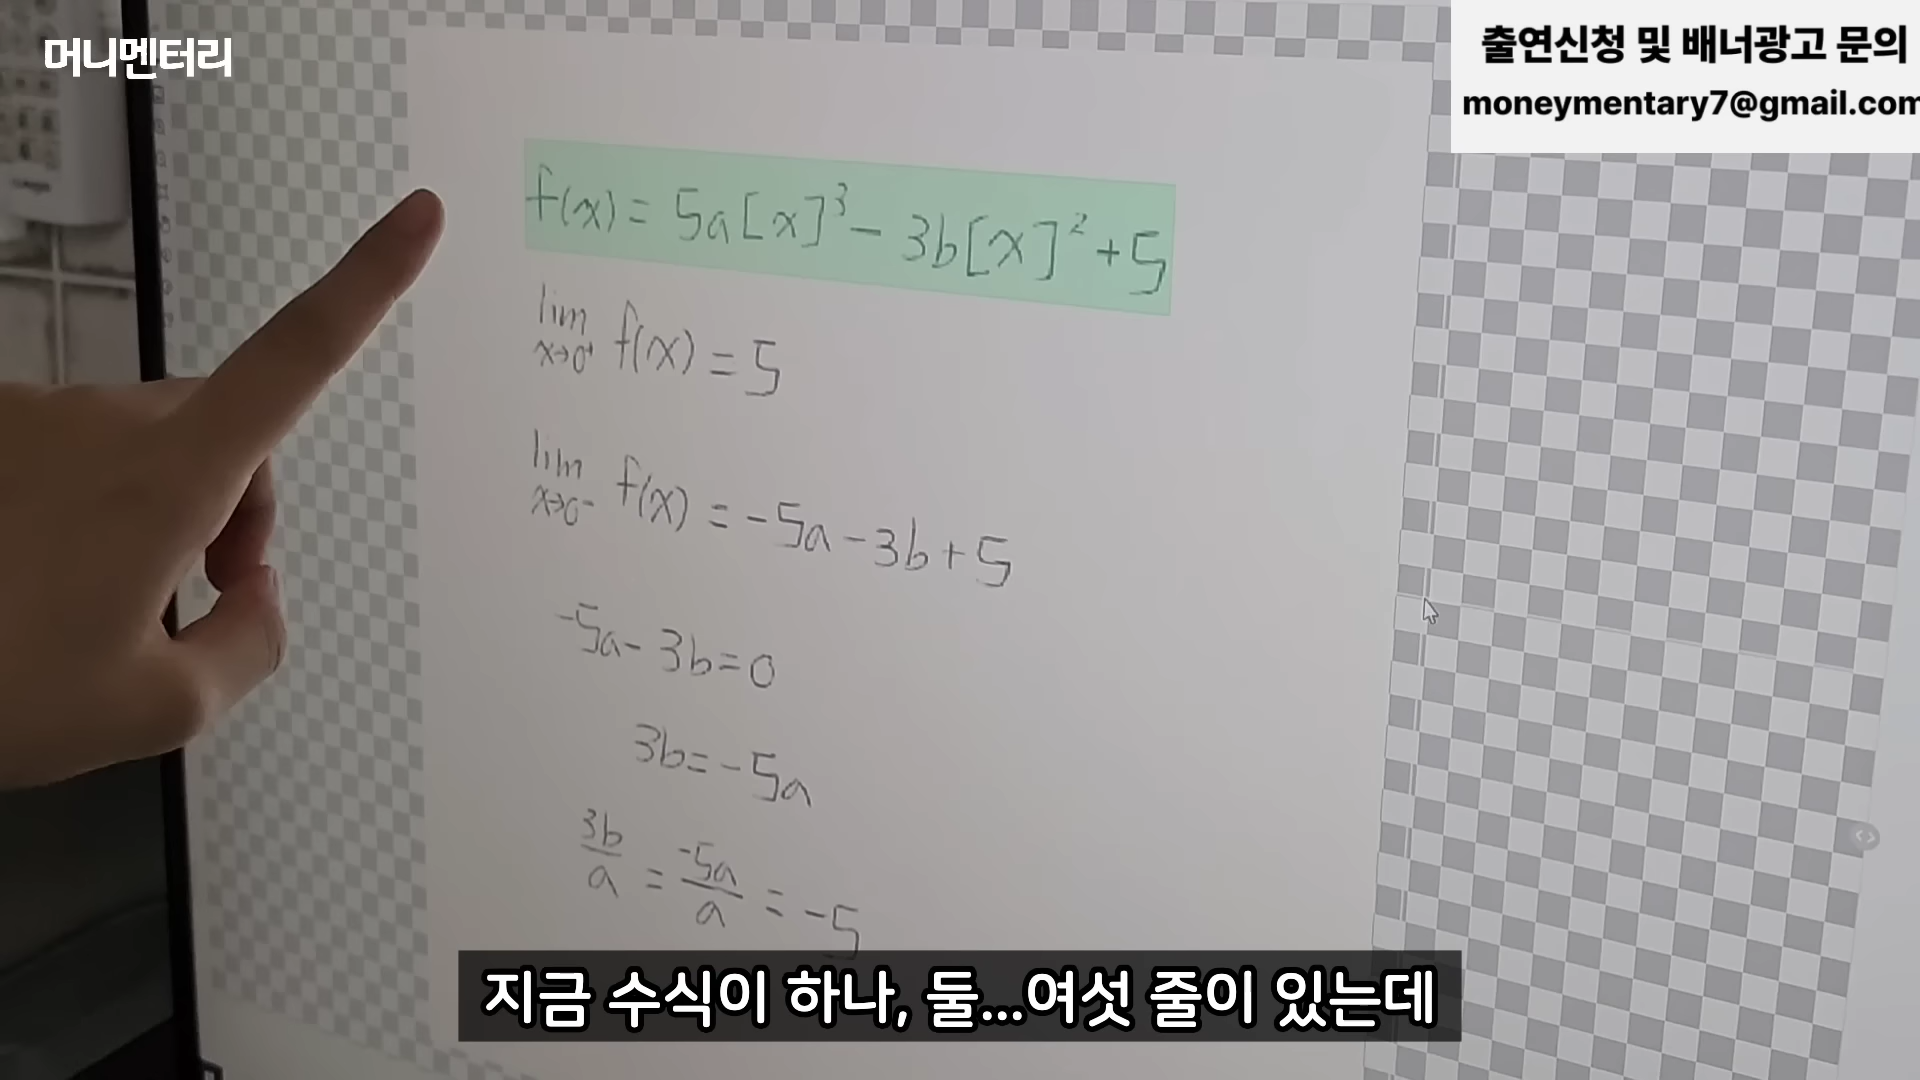 머니멘터리
출연신청 및 배너광고 문의
moneymentary7@gmail.com
f(x) = 5a[x]³ - 3b[x]² + 5
lim x→0⁺ f(x) = 5
lim x→0⁻ f(x) = -5a - 3b + 5
-5a - 3b = 0
3b = -5a
3b/a = -5a/a = -5
지금 수식이 하나, 둘...여섯 줄이 있는데